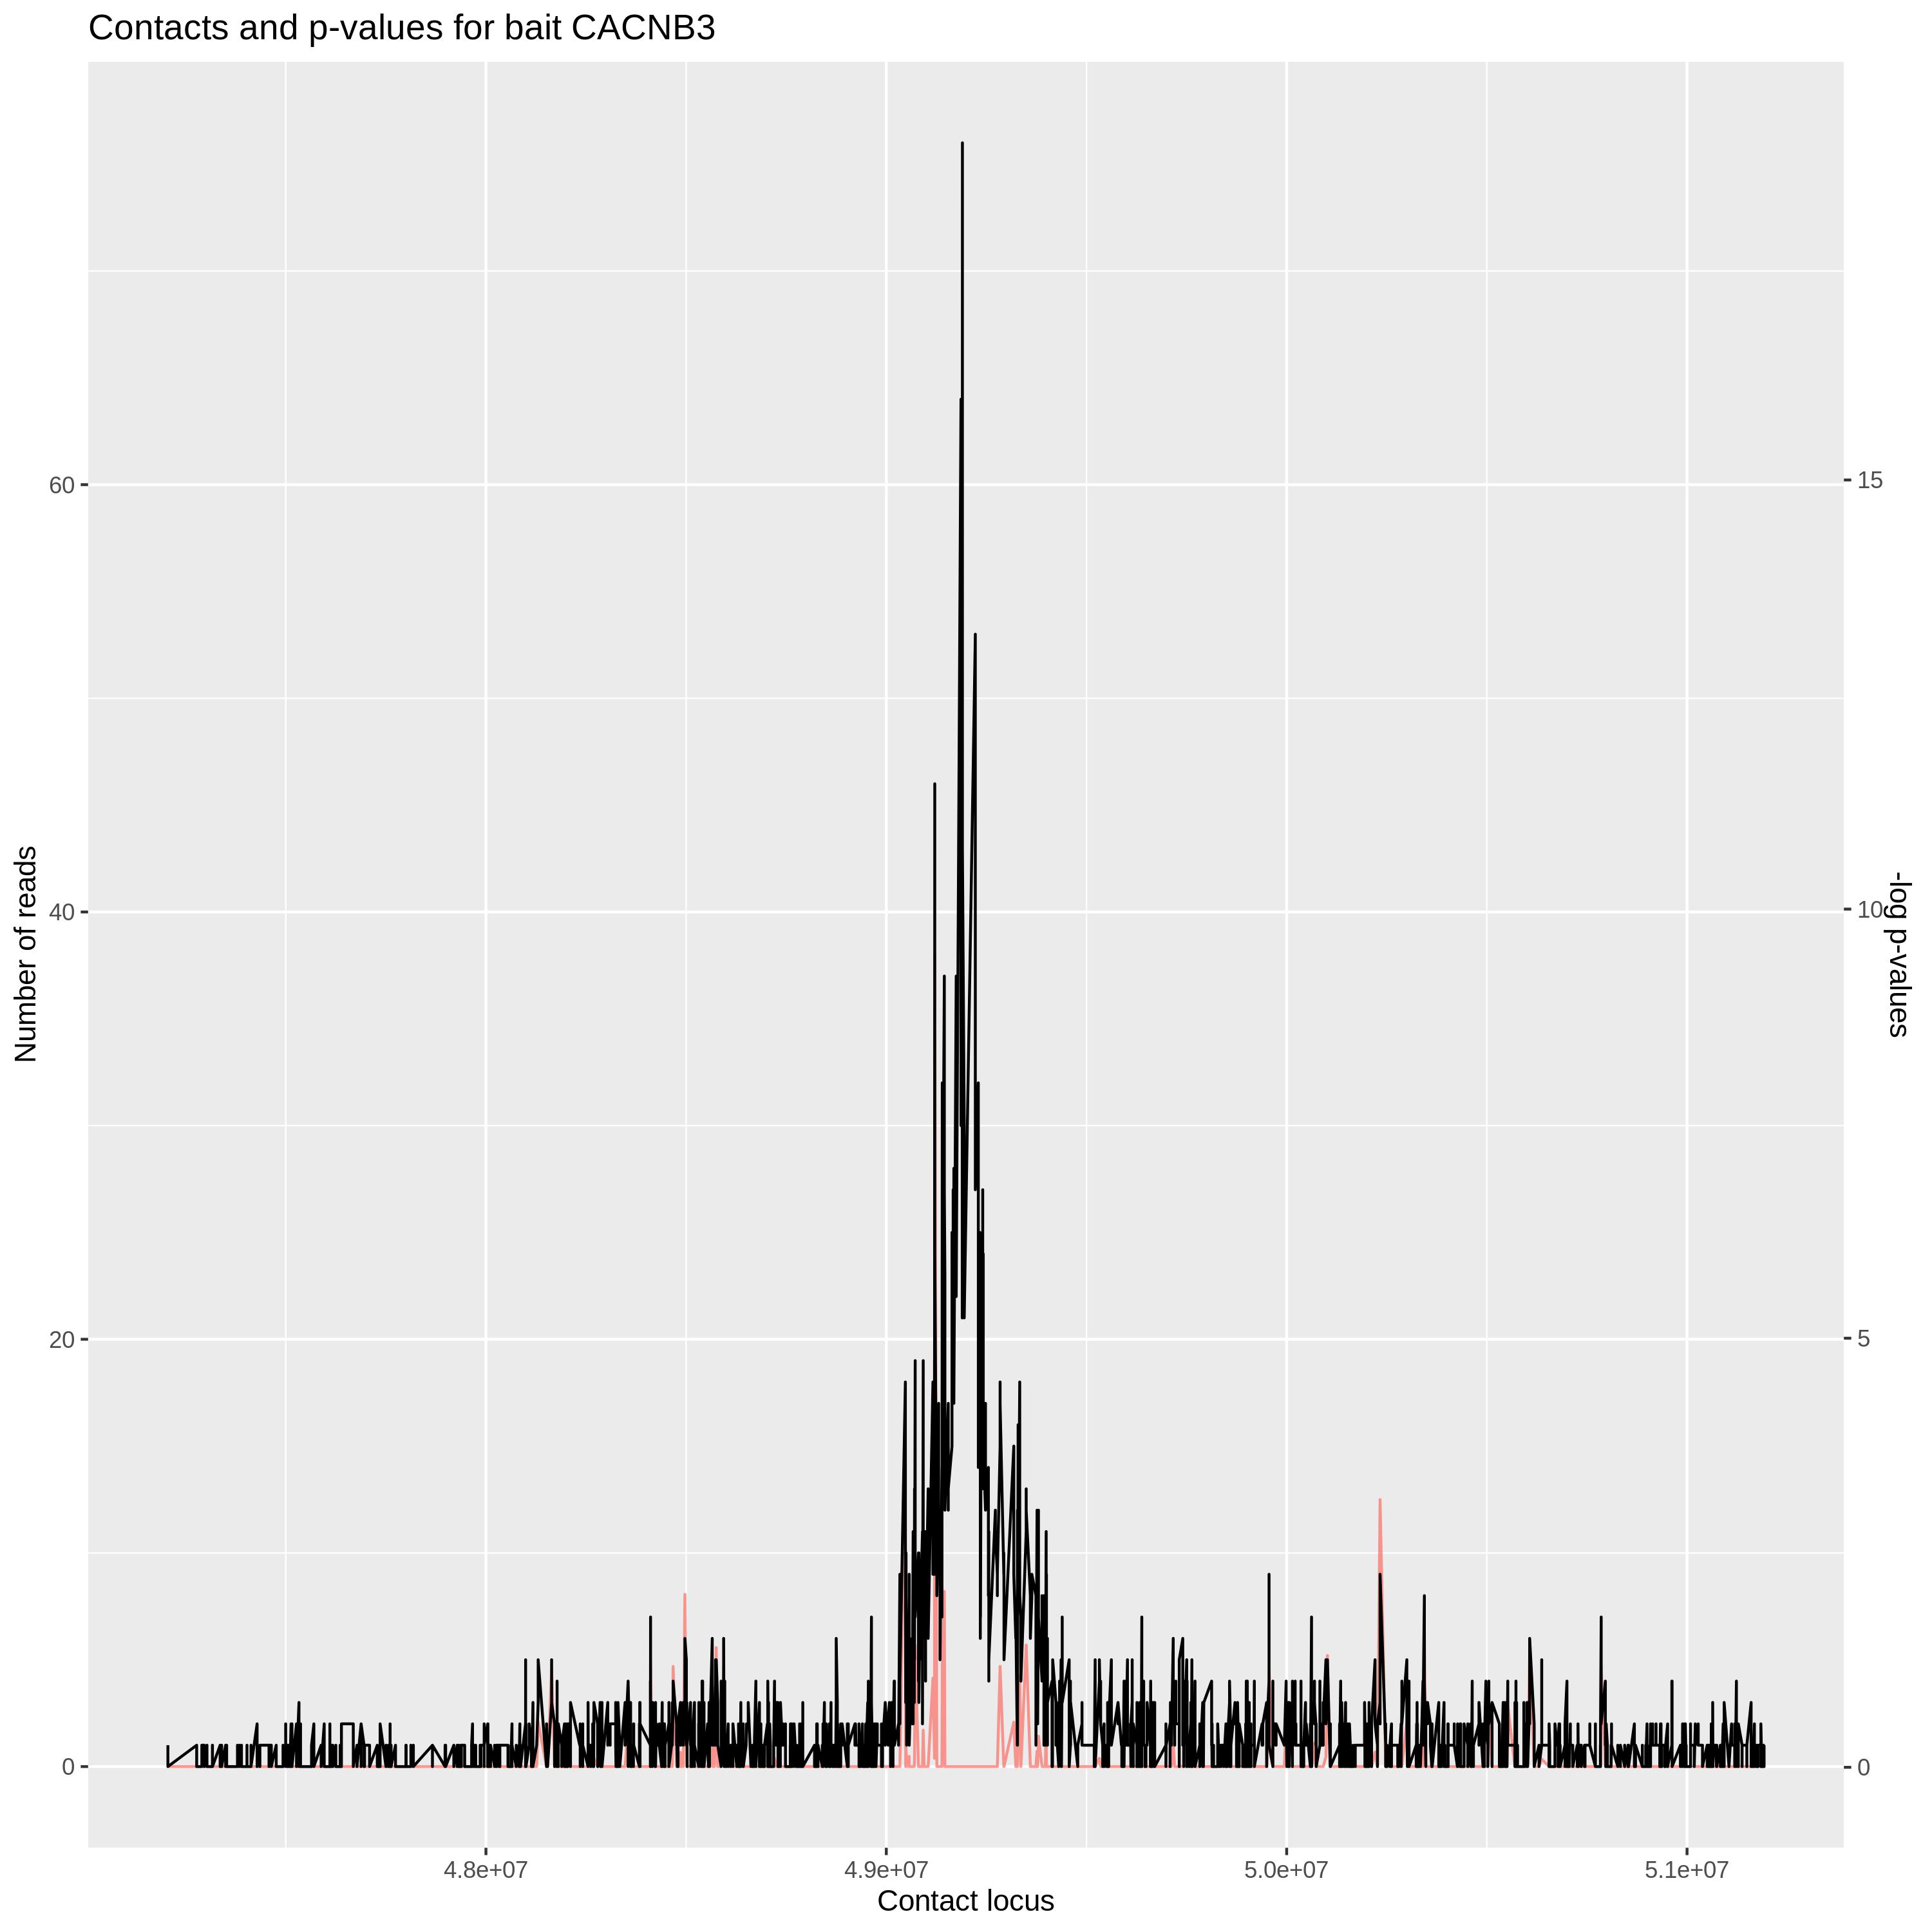 Contacts and p-values for bait CACNB3
60
40
20
0
Number of reads
15
10
5
0
-log p-values
4.8e+07
4.9e+07
5.0e+07
5.1e+07
Contact locus